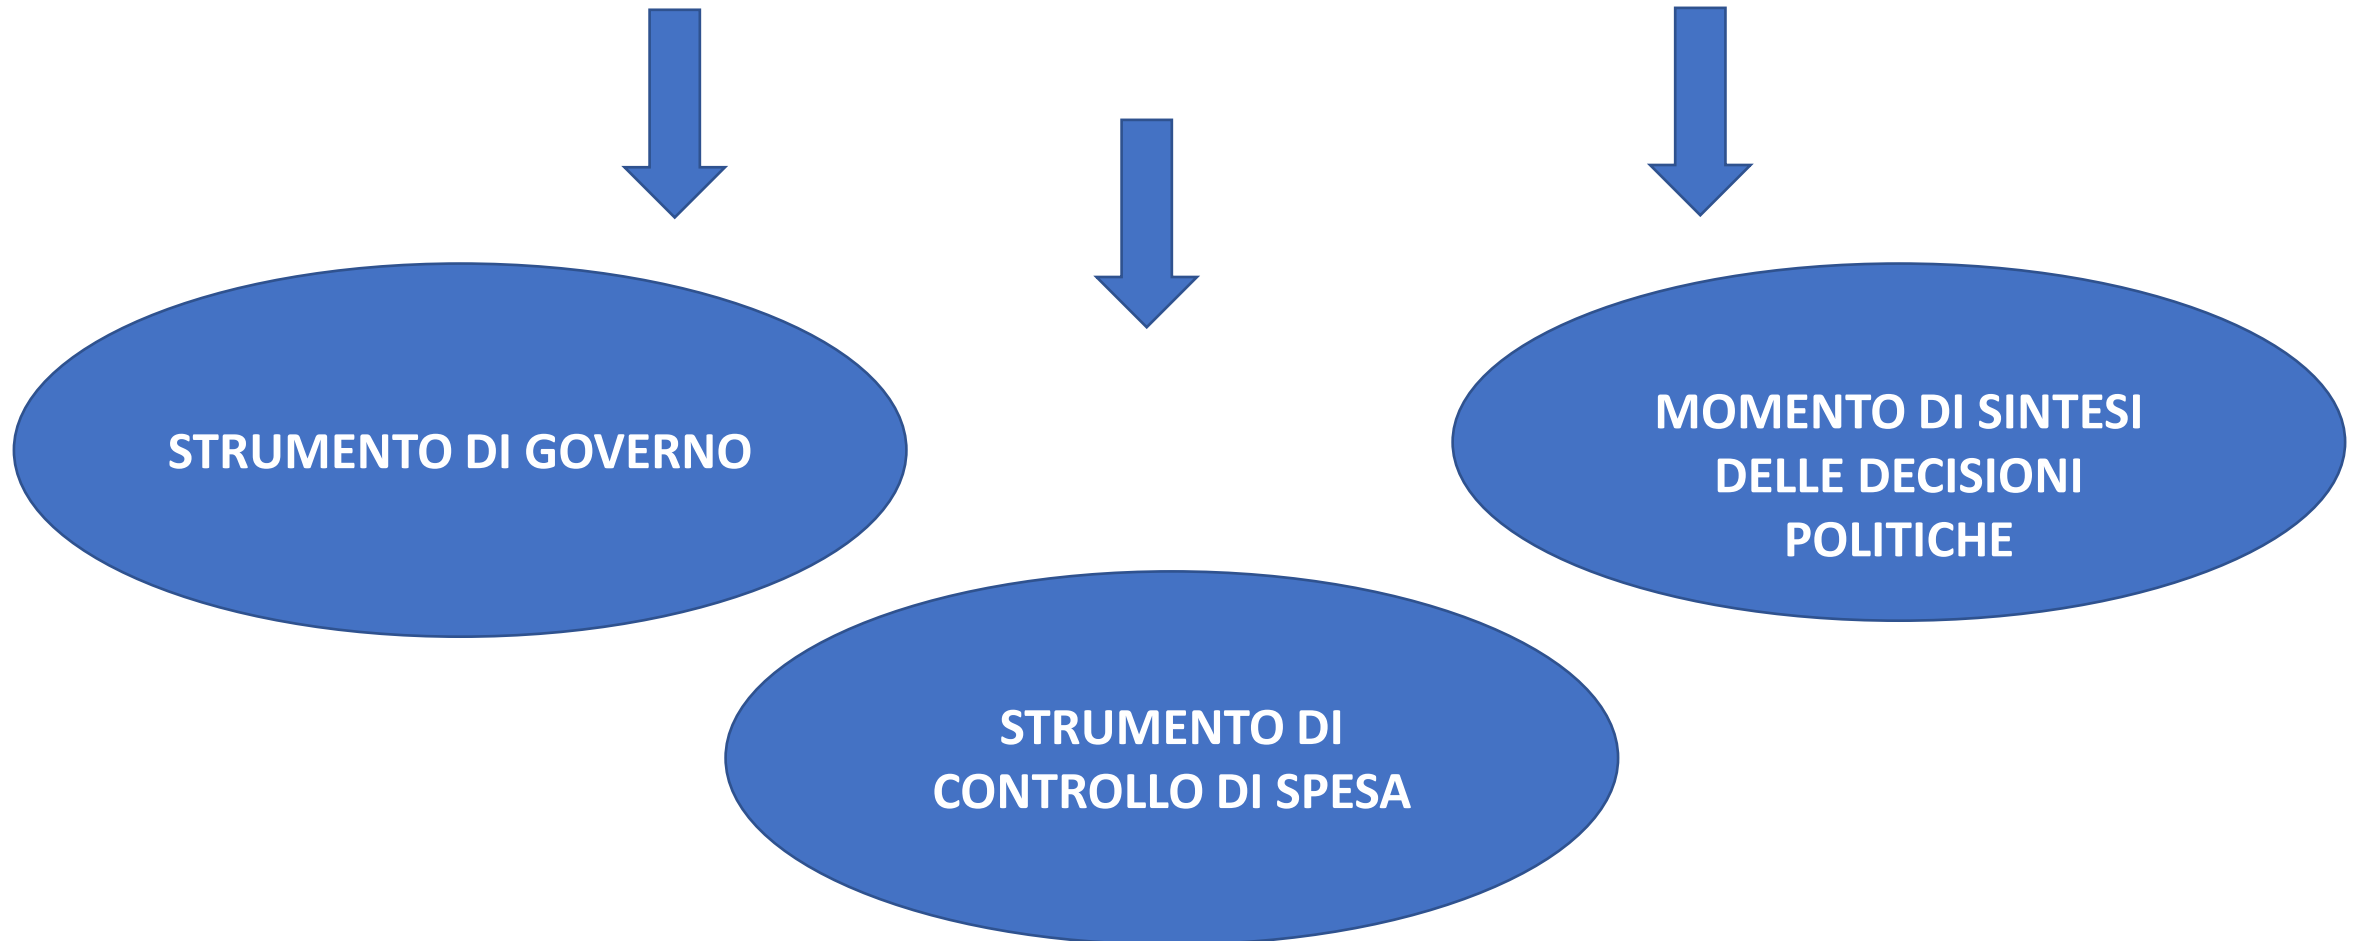 STRUMENTO DI GOVERNO
MOMENTO DI SINTESI
DELLE DECISIONI
POLITICHE
STRUMENTO DI
CONTROLLO DI SPESA